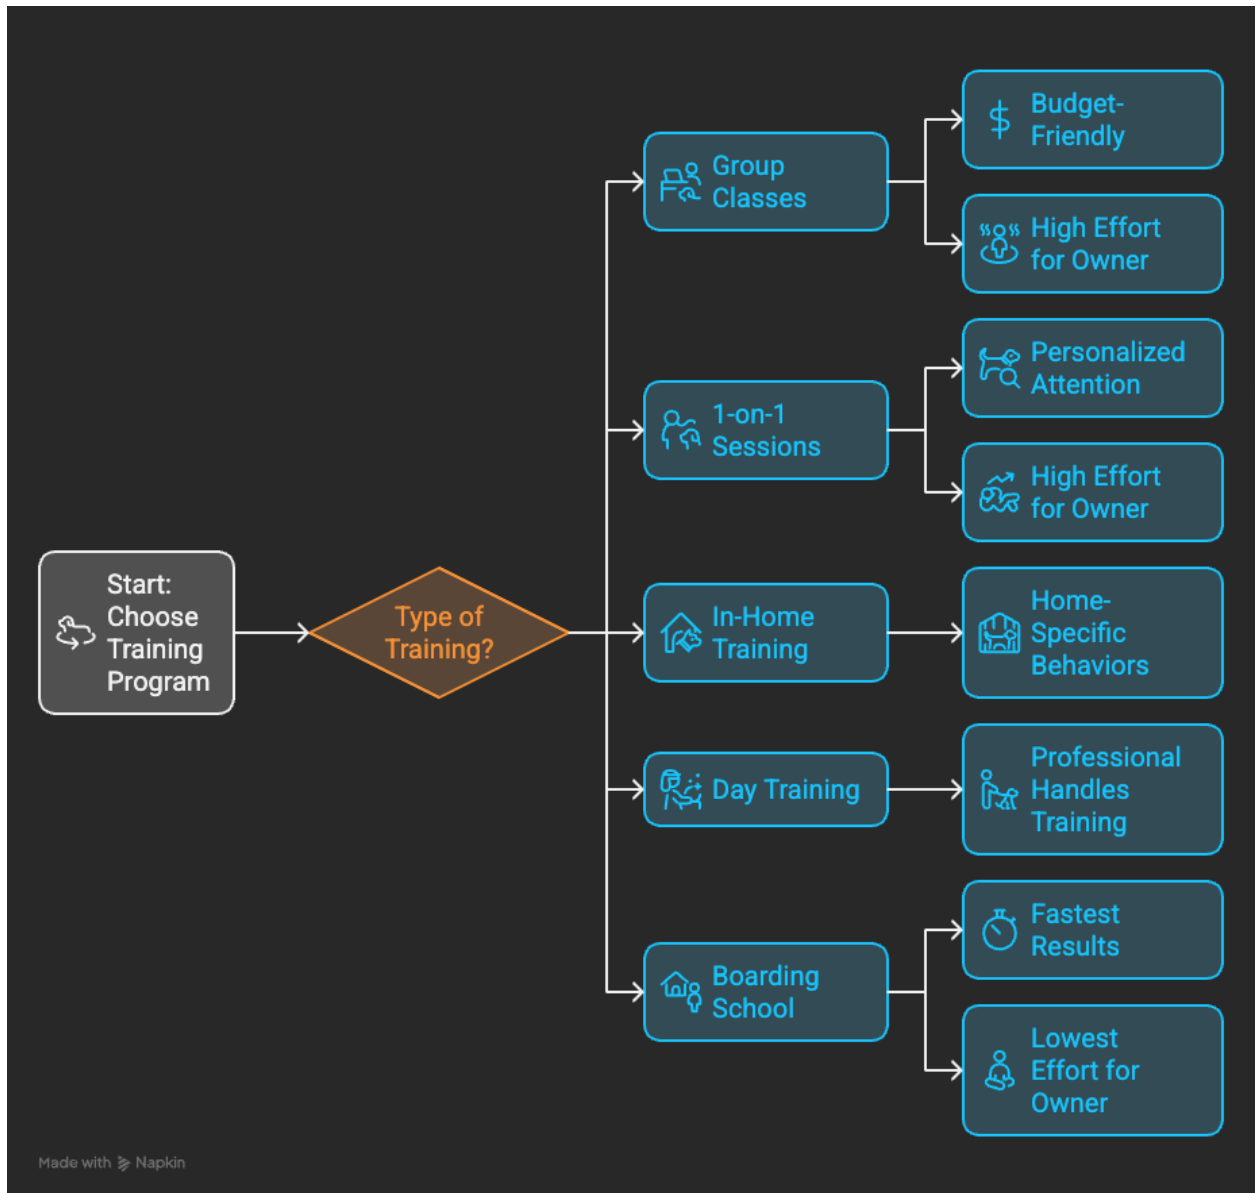 Start:
Choose
Training
Program
Type of
Training?
Group
Classes
Budget-
Friendly
High Effort
for Owner
1-on-1
Sessions
Personalized
Attention
High Effort
for Owner
In-Home
Training
Home-
Specific
Behaviors
Day Training
Professional
Handles
Training
Boarding
School
Fastest
Results
Lowest
Effort for
Owner
Made with Napkin